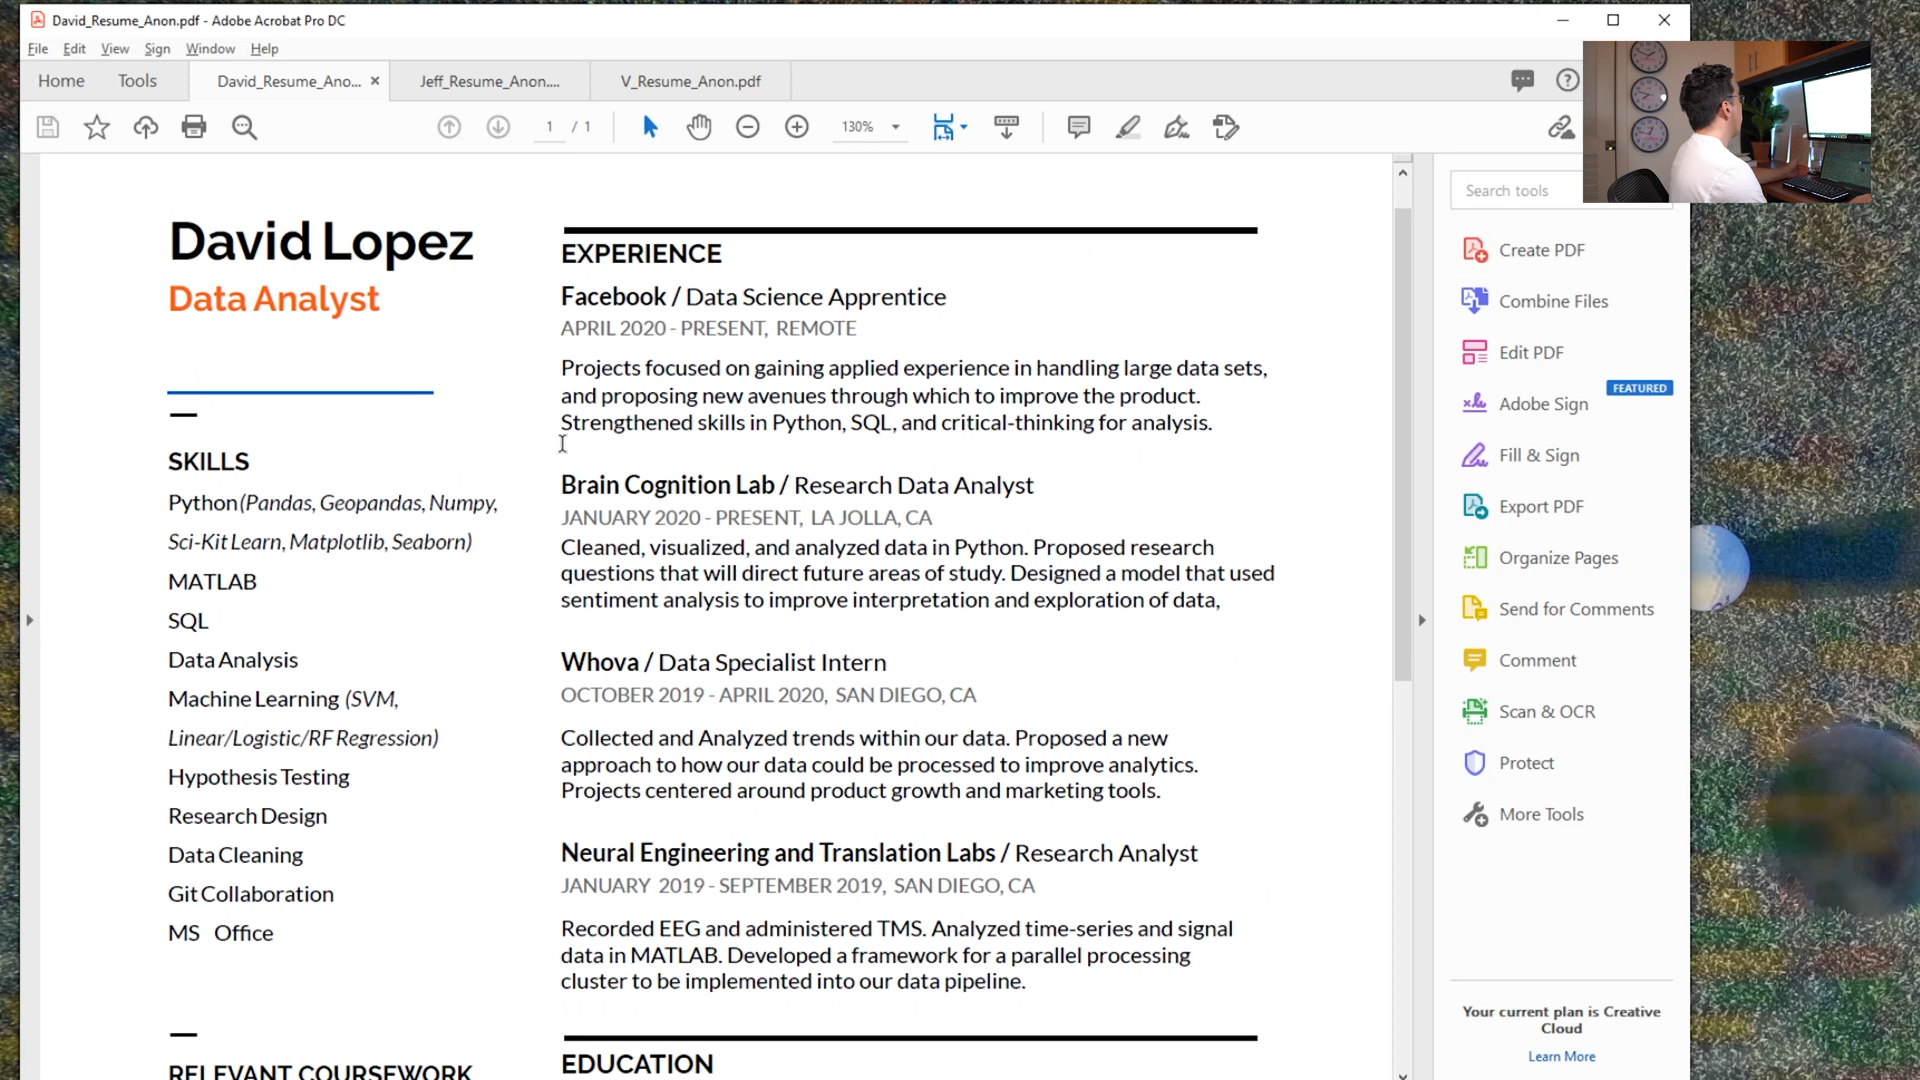 David_Resume_Anon.pdf - Adobe Acrobat Pro DC
File Edit View Sign Window Help
Home Tools David_Resume_Ano... × Jeff_Resume_Anon.... V_Resume_Anon.pdf
1 / 1 130%
Search tools
David Lopez
Data Analyst
SKILLS
Python(Pandas, Geopandas, Numpy,
Sci-Kit Learn, Matplotlib, Seaborn)
MATLAB
SQL
Data Analysis
Machine Learning (SVM,
Linear/Logistic/RF Regression)
Hypothesis Testing
Research Design
Data Cleaning
Git Collaboration
MS Office
RELEVANT COURSEWORK
EXPERIENCE
Facebook / Data Science Apprentice
APRIL 2020 - PRESENT, REMOTE
Projects focused on gaining applied experience in handling large data sets,
and proposing new avenues through which to improve the product.
Strengthened skills in Python, SQL, and critical-thinking for analysis.
Brain Cognition Lab / Research Data Analyst
JANUARY 2020 - PRESENT, LA JOLLA, CA
Cleaned, visualized, and analyzed data in Python. Proposed research
questions that will direct future areas of study. Designed a model that used
sentiment analysis to improve interpretation and exploration of data,
Whova / Data Specialist Intern
OCTOBER 2019 - APRIL 2020, SAN DIEGO, CA
Collected and Analyzed trends within our data. Proposed a new
approach to how our data could be processed to improve analytics.
Projects centered around product growth and marketing tools.
Neural Engineering and Translation Labs / Research Analyst
JANUARY 2019 - SEPTEMBER 2019, SAN DIEGO, CA
Recorded EEG and administered TMS. Analyzed time-series and signal
data in MATLAB. Developed a framework for a parallel processing
cluster to be implemented into our data pipeline.
EDUCATION
Create PDF
Combine Files
Edit PDF
FEATURED
Adobe Sign
Fill & Sign
Export PDF
Organize Pages
Send for Comments
Comment
Scan & OCR
Protect
More Tools
Your current plan is Creative
Cloud
Learn More